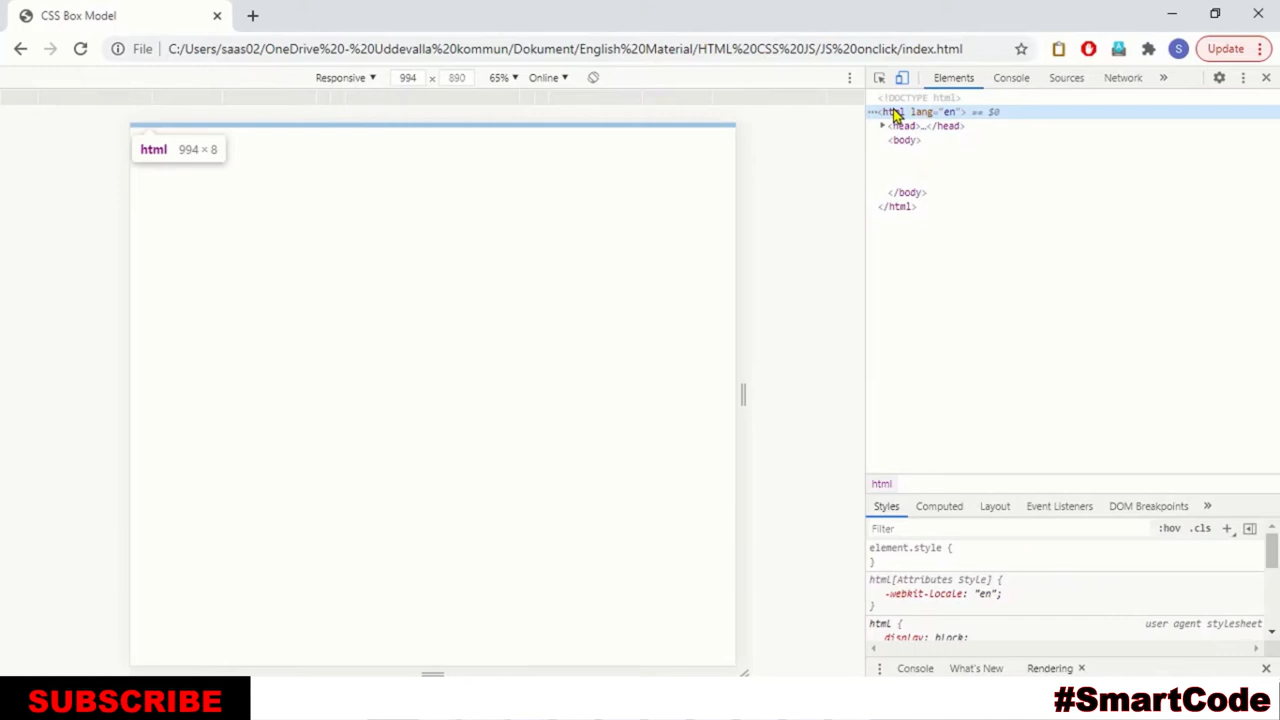 CSS Box Model
File C:/Users/saas02/OneDrive%20-%20Uddevalla%20kommun/Dokument/English%20Material/HTML%20CSS%20JS/JS%20onclick/index.html S Update
Responsive 994 × 890 65% Online
Elements Console Sources Network »
<!DOCTYPE html>
<html lang="en"> == $0
<head>…</head>
<body>
</body>
</html>
html 994 × 8
html
Styles Computed Layout Event Listeners DOM Breakpoints »
Filter :hov .cls +
element.style {
}
html[Attributes Style] {
-webkit-locale: "en";
}
html { user agent stylesheet
display: block;
Console What's New Rendering
SUBSCRIBE
#SmartCode